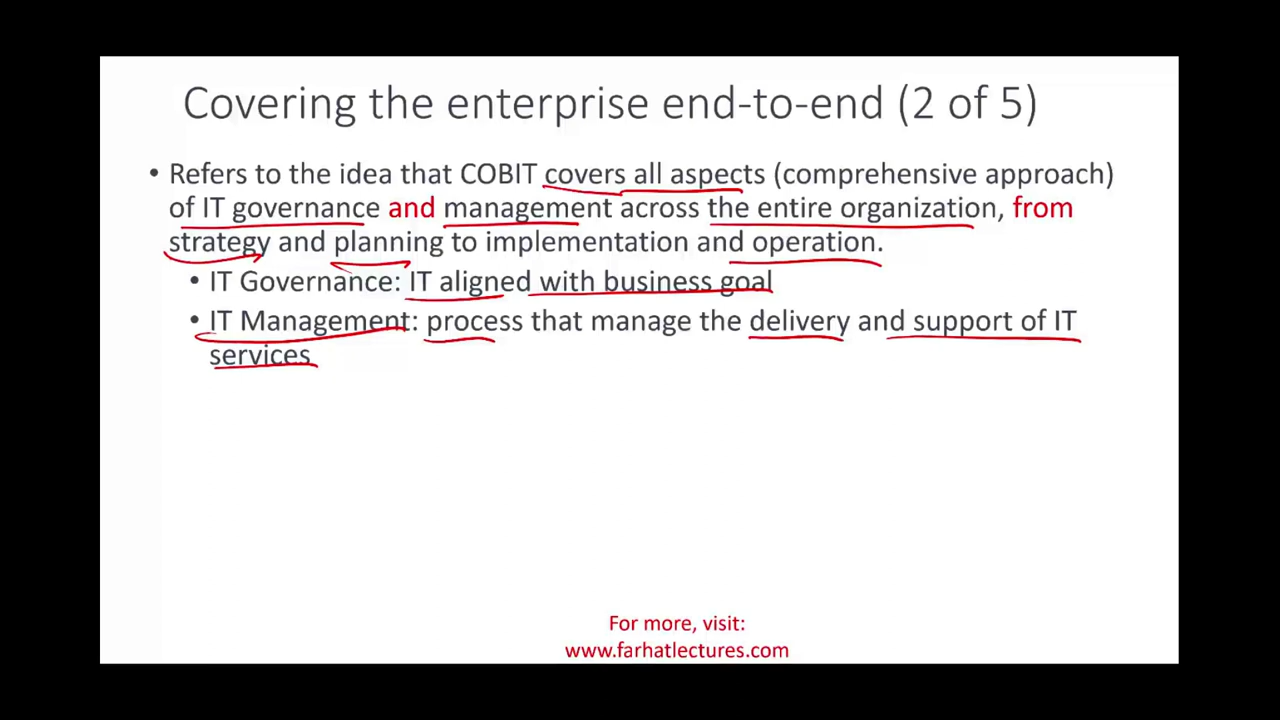 Covering the enterprise end-to-end (2 of 5)
• Refers to the idea that COBIT covers all aspects (comprehensive approach)
of IT governance and management across the entire organization, from
strategy and planning to implementation and operation.
• IT Governance: IT aligned with business goal
• IT Management: process that manage the delivery and support of IT
services
For more, visit:
www.farhatlectures.com